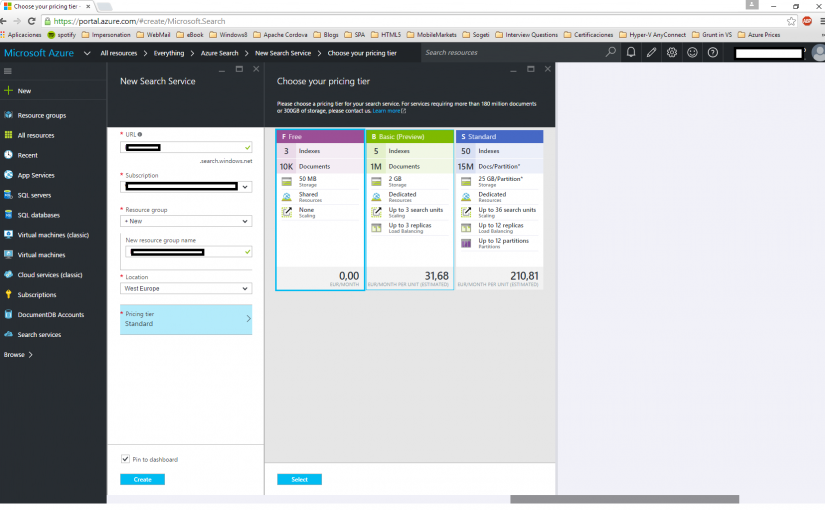 Choose your pricing tier -
https://portal.azure.com/#create/Microsoft.Search
Aplicaciones spotify Impersonation WebMail eBook Windows8 Apache Cordova Blogs SPA HTML5 MobileMarkets Sogeti Interview Questions Certificaciones Hyper-V AnyConnect Grunt in VS Azure Prices
Microsoft Azure All resources > Everything > Azure Search > New Search Service > Choose your pricing tier
Search resources
New
Resource groups
All resources
Recent
App Services
SQL servers
SQL databases
Virtual machines (classic)
Virtual machines
Cloud services (classic)
Subscriptions
DocumentDB Accounts
Search services
Browse >
New Search Service
* URL
.search.windows.net
* Subscription
* Resource group
+ New
New resource group name
* Location
West Europe
* Pricing tier
Standard
Pin to dashboard
Create
Choose your pricing tier
Please choose a pricing tier for your search service. For services requiring more than 180 million documents
or 300GB of storage, please contact us. Learn more
F Free
3 Indexes
10K Documents
50 MB
Storage
Shared
Resources
None
Scaling
0,00
EUR/MONTH
B Basic (Preview)
5 Indexes
1M Documents
2 GB
Storage
Dedicated
Resources
Up to 3 search units
Scaling
Up to 3 replicas
Load Balancing
31,68
EUR/MONTH PER UNIT (ESTIMATED)
S Standard
50 Indexes
15M Docs/Partition*
25 GB/Partition*
Storage
Dedicated
Resources
Up to 36 search units
Scaling
Up to 12 replicas
Load Balancing
Up to 12 partitions
Partitions
210,81
EUR/MONTH PER UNIT (ESTIMATED)
Select